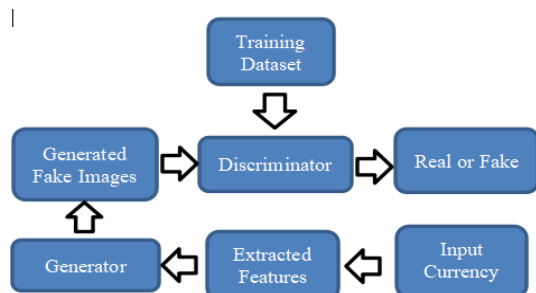 Training
Dataset
Generated
Fake Images
Discriminator
Real or Fake
Generator
Extracted
Features
Input
Currency